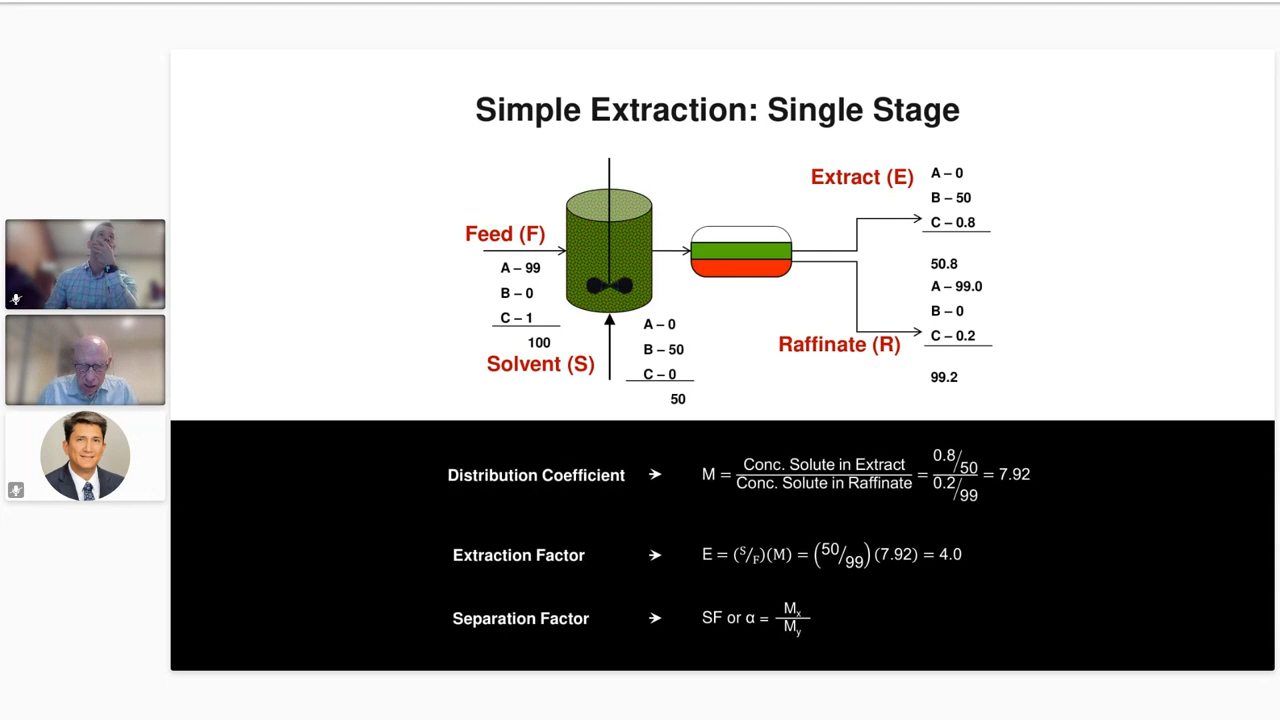 Simple Extraction: Single Stage
Feed (F)
A – 99
B – 0
C – 1
100
Solvent (S)
A – 0
B – 50
C – 0
50
Extract (E)
A – 0
B – 50
C – 0.8
50.8
Raffinate (R)
A – 99.0
B – 0
C – 0.2
99.2
Distribution Coefficient
M = Conc. Solute in Extract / Conc. Solute in Raffinate = 0.8/50 / 0.2/99 = 7.92
Extraction Factor
E = (S/F)(M) = (50/99)(7.92) = 4.0
Separation Factor
SF or α = Mx / My